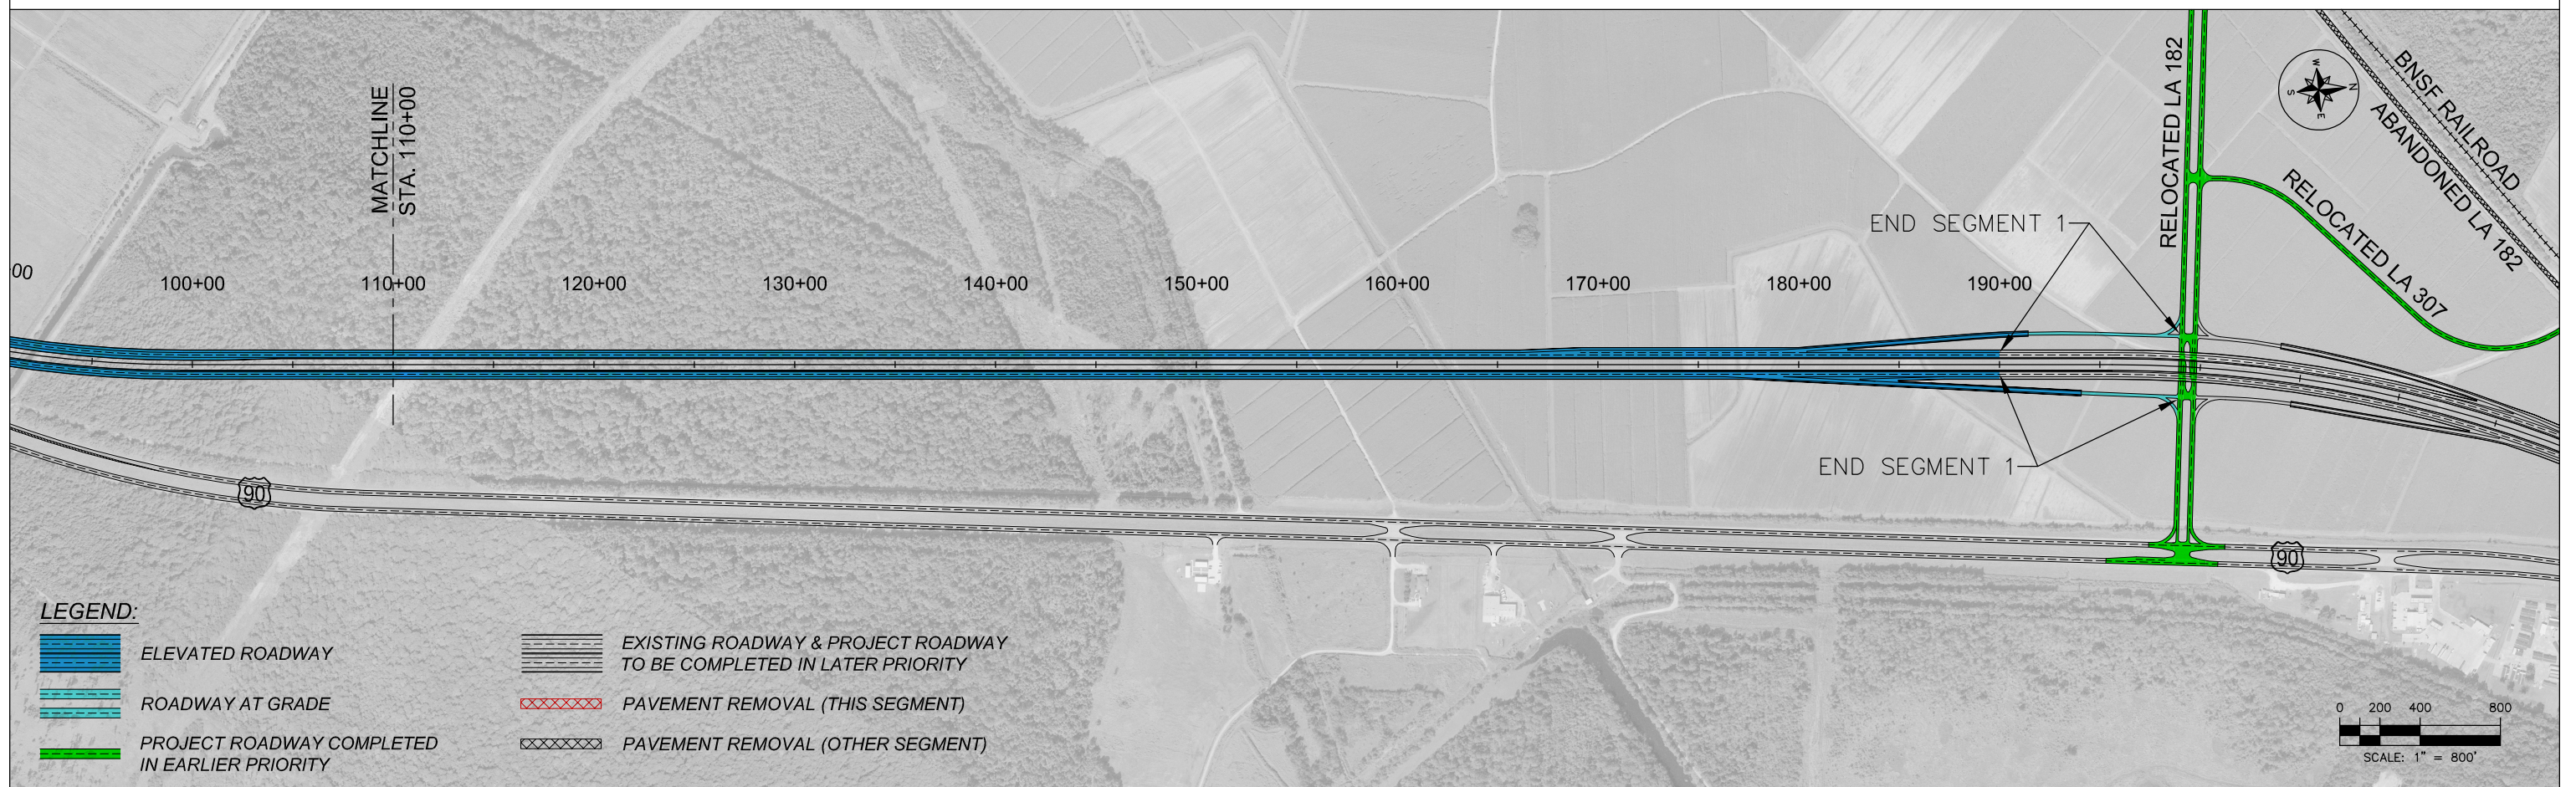 MATCHLINE
STA. 110+00
RELOCATED LA 182
BNSF RAILROAD
ABANDONED LA 182
RELOCATED LA 307
W
N
S
E
END SEGMENT 1
00
100+00
110+00
120+00
130+00
140+00
150+00
160+00
170+00
180+00
190+00
END SEGMENT 1
90
90
LEGEND:
ELEVATED ROADWAY
ROADWAY AT GRADE
PROJECT ROADWAY COMPLETED
IN EARLIER PRIORITY
EXISTING ROADWAY & PROJECT ROADWAY
TO BE COMPLETED IN LATER PRIORITY
PAVEMENT REMOVAL (THIS SEGMENT)
PAVEMENT REMOVAL (OTHER SEGMENT)
0 200 400 800
SCALE: 1" = 800'